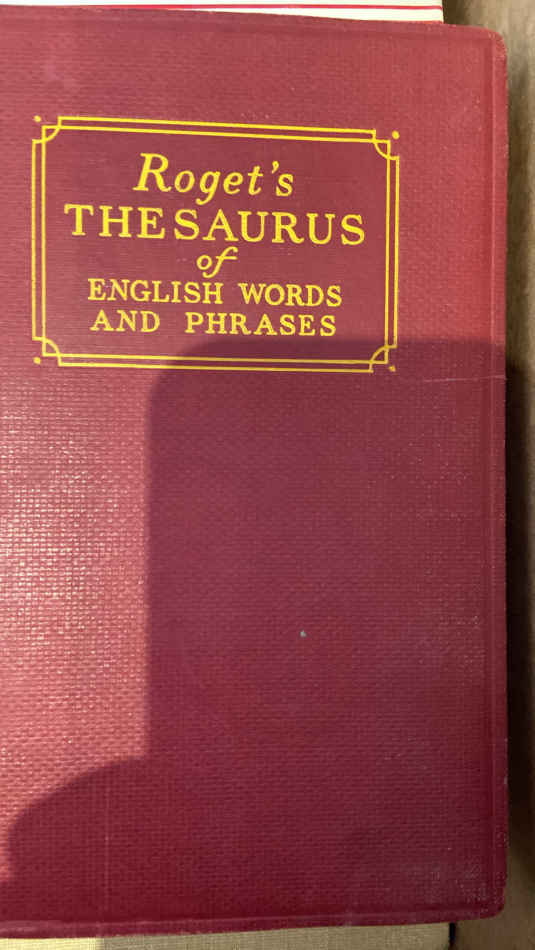 Roget's
THESAURUS
of
ENGLISH WORDS
AND PHRASES